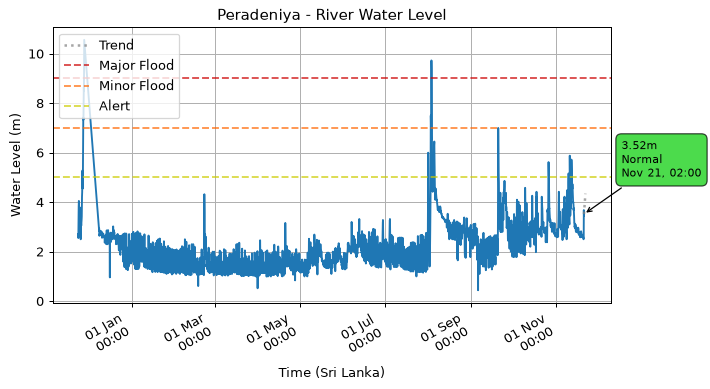 Peradeniya - River Water Level
Trend
Major Flood
Minor Flood
Alert
Water Level (m)
10
8
6
4
2
0
3.52m
Normal
Nov 21, 02:00
01 Jan
00:00
01 Mar
00:00
01 May
00:00
01 Jul
00:00
01 Sep
00:00
01 Nov
00:00
Time (Sri Lanka)